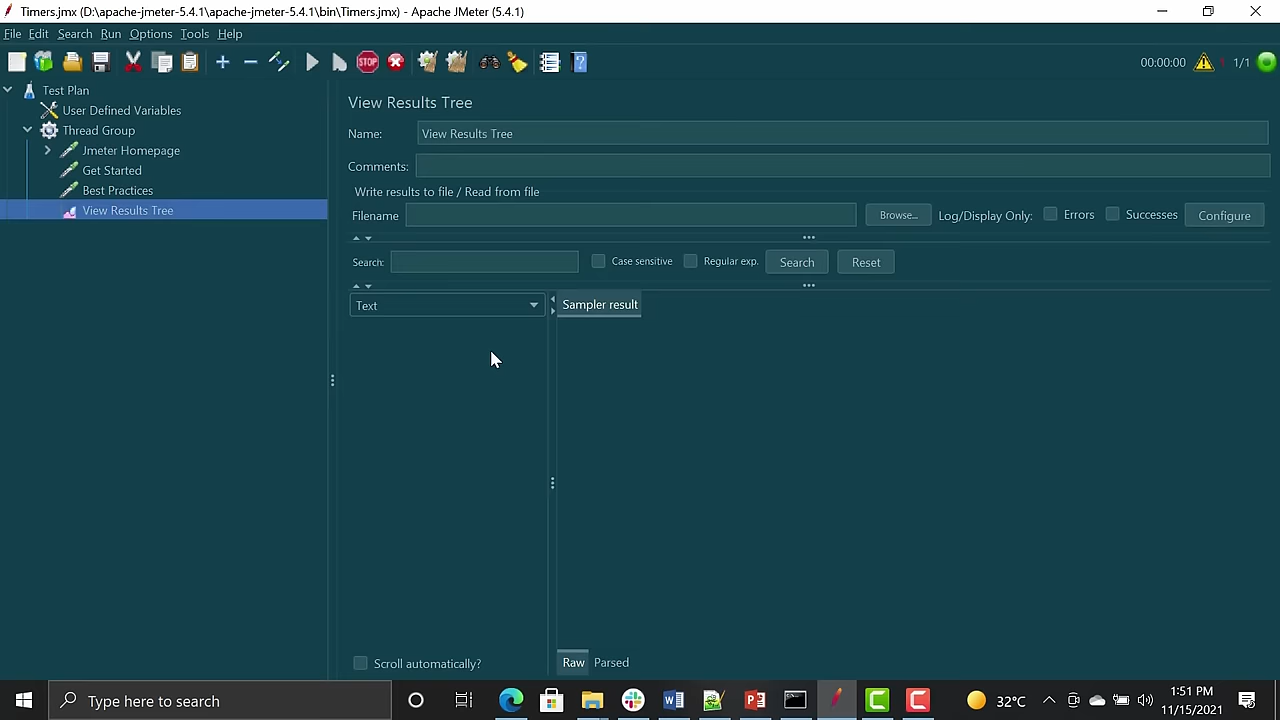 Timers.jmx (D:\apache-jmeter-5.4.1\apache-jmeter-5.4.1\bin\Timers.jmx) - Apache JMeter (5.4.1)
File Edit Search Run Options Tools Help
STOP 00:00:00 1 1/1
Test Plan
User Defined Variables
Thread Group
Jmeter Homepage
Get Started
Best Practices
View Results Tree
View Results Tree
Name: View Results Tree
Comments:
Write results to file / Read from file
Filename Browse... Log/Display Only: Errors Successes Configure
Search: Case sensitive Regular exp. Search Reset
Text Sampler result
Scroll automatically? Raw Parsed
Type here to search 32°C 1:51 PM
11/15/2021